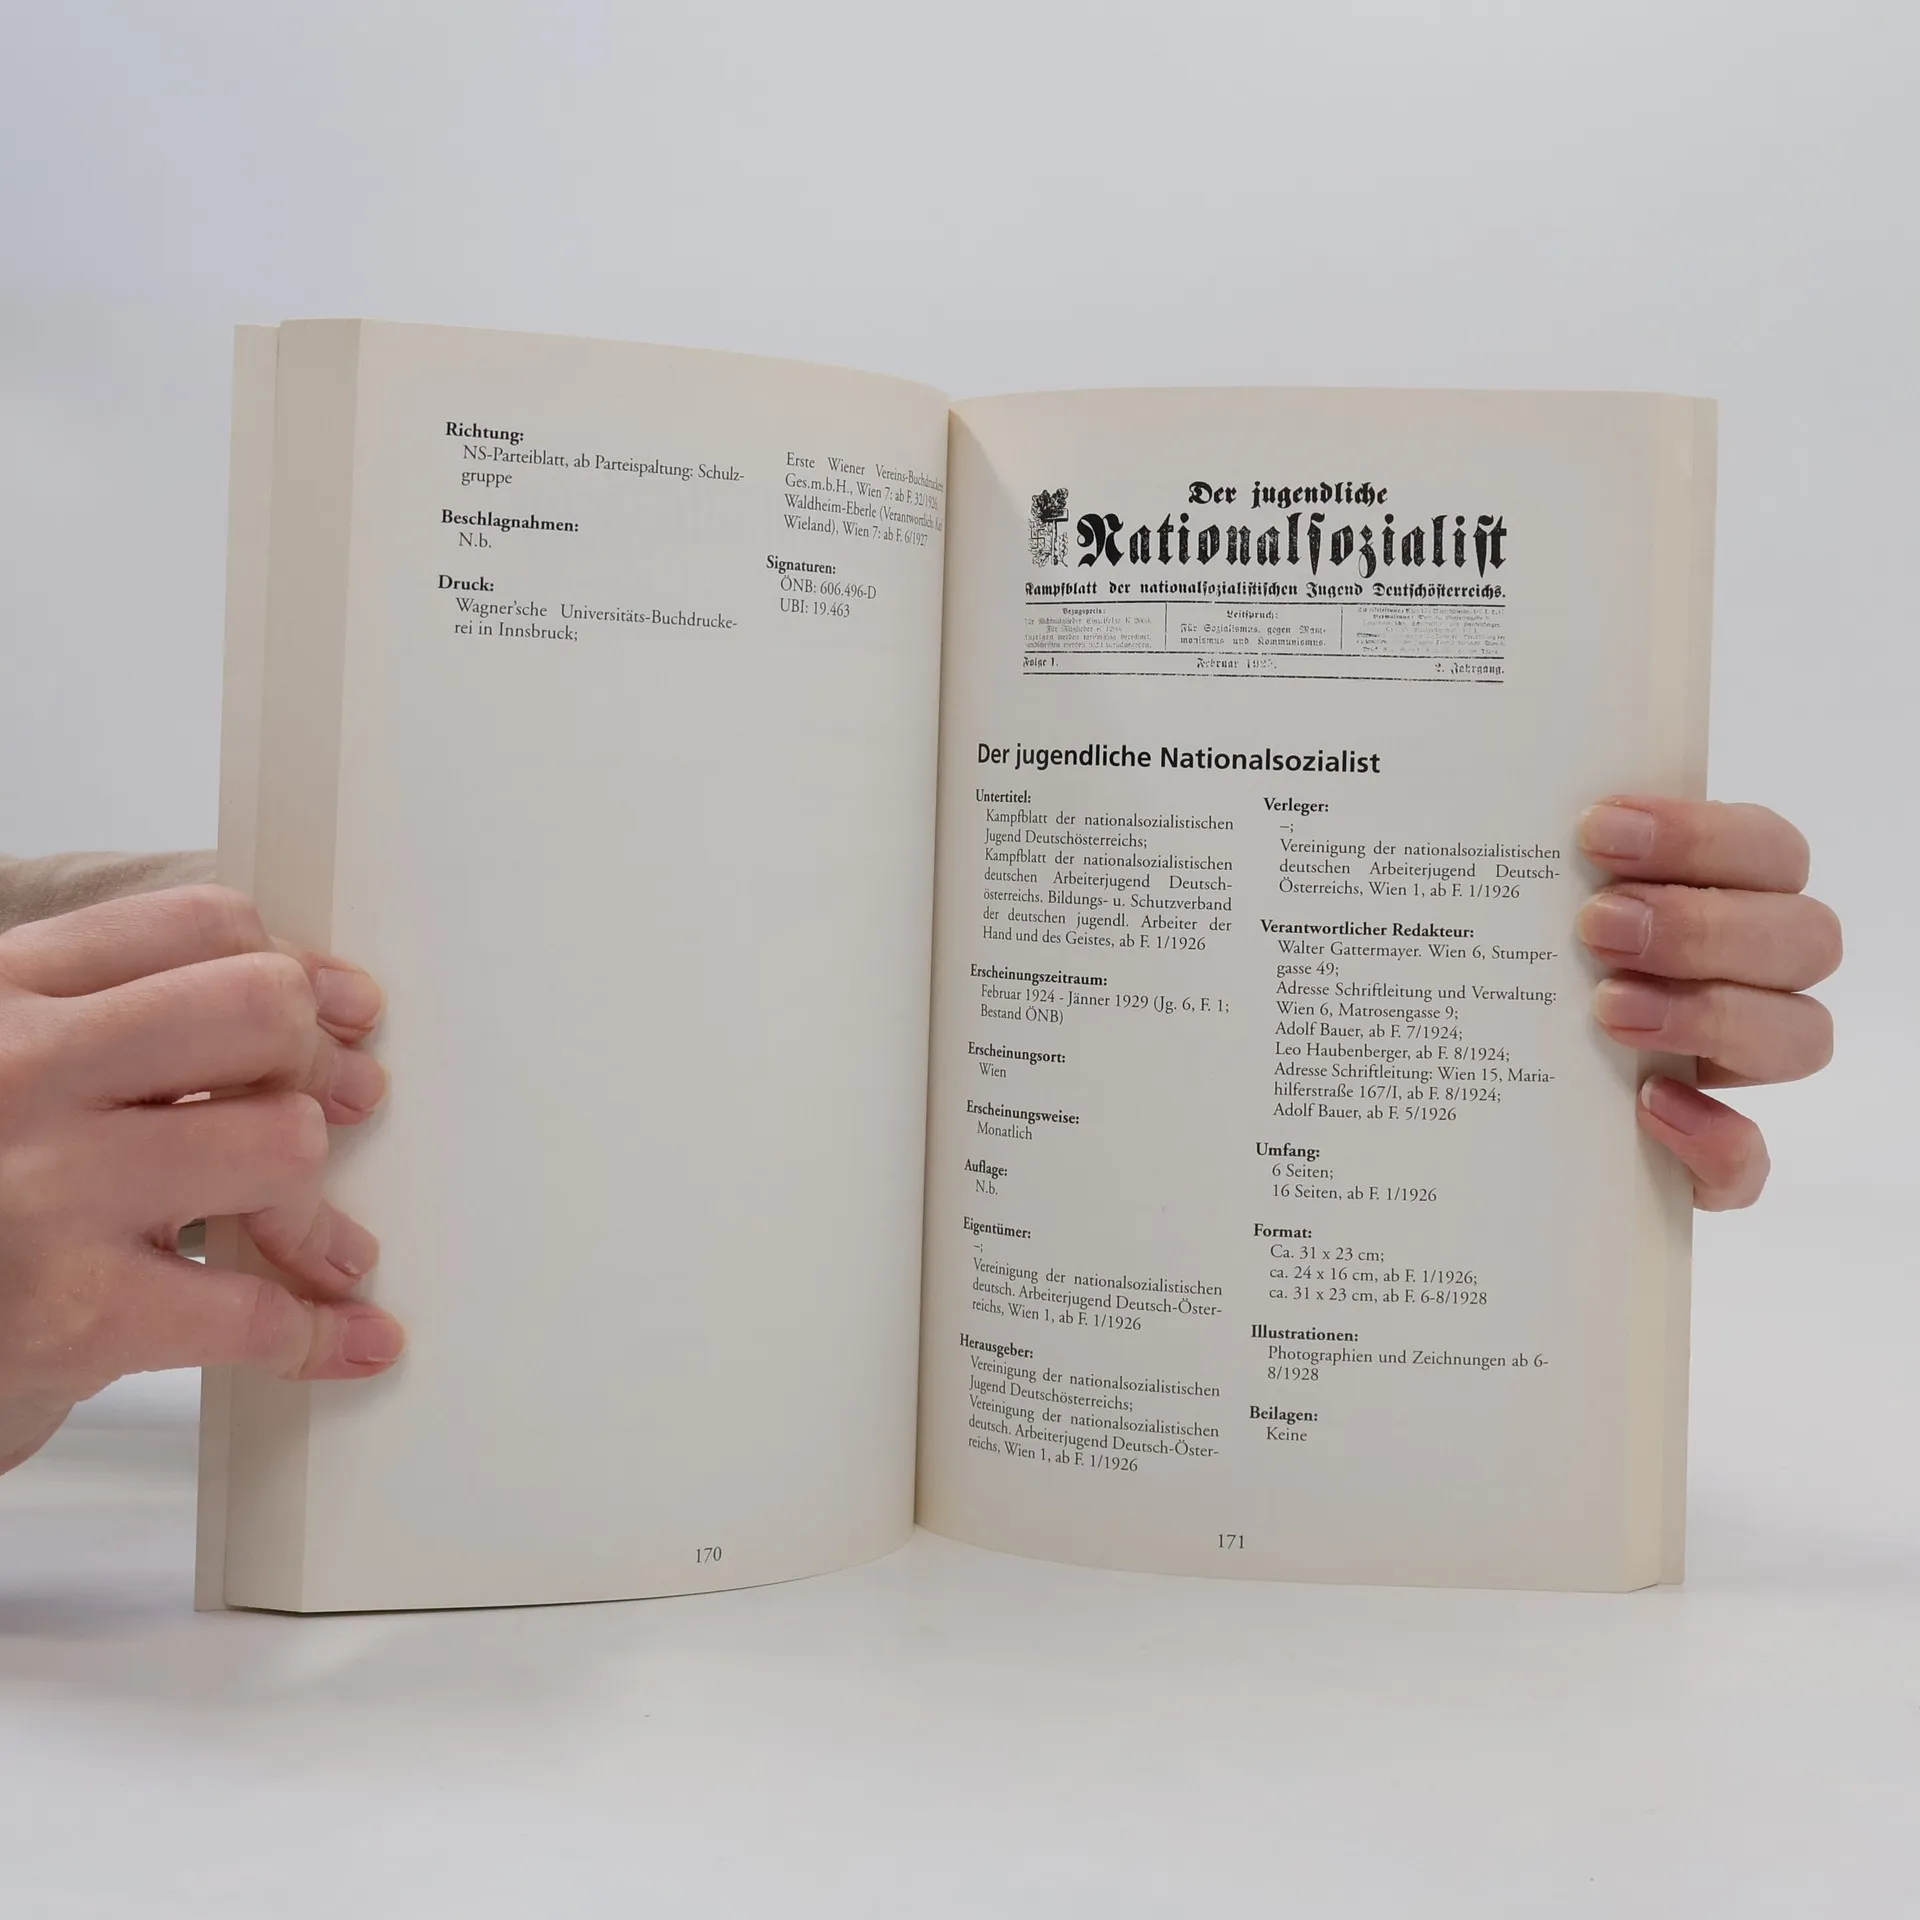 Richtung:
NS-Parteiblatt, ab Parteispaltung: Schulz-
gruppe
Beschlagnahmen:
N.b.
Druck:
Wagner'sche Universitäts-Buchdrucke-
rei in Innsbruck;
Erste Wiener Vereins-Buchdruckerei
Ges.m.b.H., Wien 7: ab F. 32/1926,
Waldheim-Eberle (Verantwortlich:
Wieland), Wien 7: ab F. 6/1927
Signaturen:
ÖNB: 606.496-D
UBI: 19.463
170
Der jugendliche
Nationalsozialist
Kampfblatt der nationalsozialistischen Jugend Deutschösterreichs.
Bezugspreis:
Leitspruch:
Für Sozialismus, gegen Mam-
monismus und Kommunismus.
Folge 1.
Februar
2. Jahrgang.
Der jugendliche Nationalsozialist
Untertitel:
Kampfblatt der nationalsozialistischen
Jugend Deutschösterreichs;
Kampfblatt der nationalsozialistischen
deutschen Arbeiterjugend Deutsch-
österreichs. Bildungs- u. Schutzverband
der deutschen jugendl. Arbeiter der
Hand und des Geistes, ab F. 1/1926
Erscheinungszeitraum:
Februar 1924 - Jänner 1929 (Jg. 6, F. 1;
Bestand ÖNB)
Erscheinungsort:
Wien
Erscheinungsweise:
Monatlich
Auflage:
N.b.
Eigentümer:
–;
Vereinigung der nationalsozialistischen
deutsch. Arbeiterjugend Deutsch-Öster-
reichs, Wien 1, ab F. 1/1926
Herausgeber:
Vereinigung der nationalsozialistischen
Jugend Deutschösterreichs;
Vereinigung der nationalsozialistischen
deutsch. Arbeiterjugend Deutsch-Öster-
reichs, Wien 1, ab F. 1/1926
Verleger:
–;
Vereinigung der nationalsozialistischen
deutschen Arbeiterjugend Deutsch-
Österreichs, Wien 1, ab F. 1/1926
Verantwortlicher Redakteur:
Walter Gattermayer. Wien 6, Stumper-
gasse 49;
Adresse Schriftleitung und Verwaltung:
Wien 6, Matrosengasse 9;
Adolf Bauer, ab F. 7/1924;
Leo Haubenberger, ab F. 8/1924;
Adresse Schriftleitung: Wien 15, Maria-
hilferstraße 167/I, ab F. 8/1924;
Adolf Bauer, ab F. 5/1926
Umfang:
6 Seiten;
16 Seiten, ab F. 1/1926
Format:
Ca. 31 x 23 cm;
ca. 24 x 16 cm, ab F. 1/1926;
ca. 31 x 23 cm, ab F. 6-8/1928
Illustrationen:
Photographien und Zeichnungen ab 6-
8/1928
Beilagen:
Keine
171